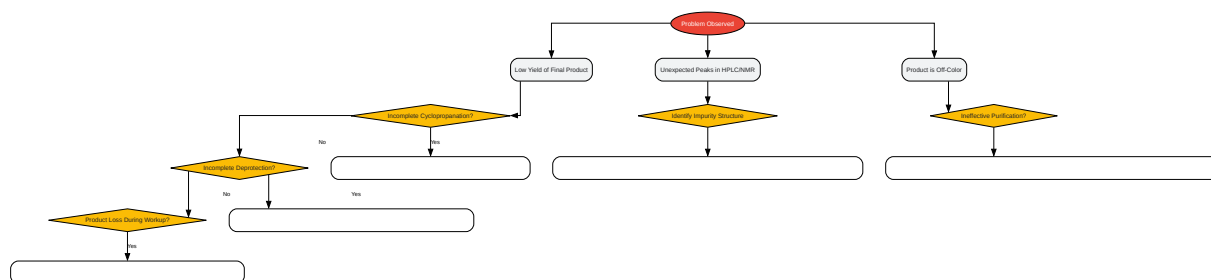 Problem Observed
Low Yield of Final Product
Unexpected Peaks in HPLC/NMR
Product is Off-Color
Incomplete Cyclopropanation?
Identify Impurity Structure
Ineffective Purification?
No
Yes
Incomplete Deprotection?
No
Yes
Product Loss During Workup?
Yes